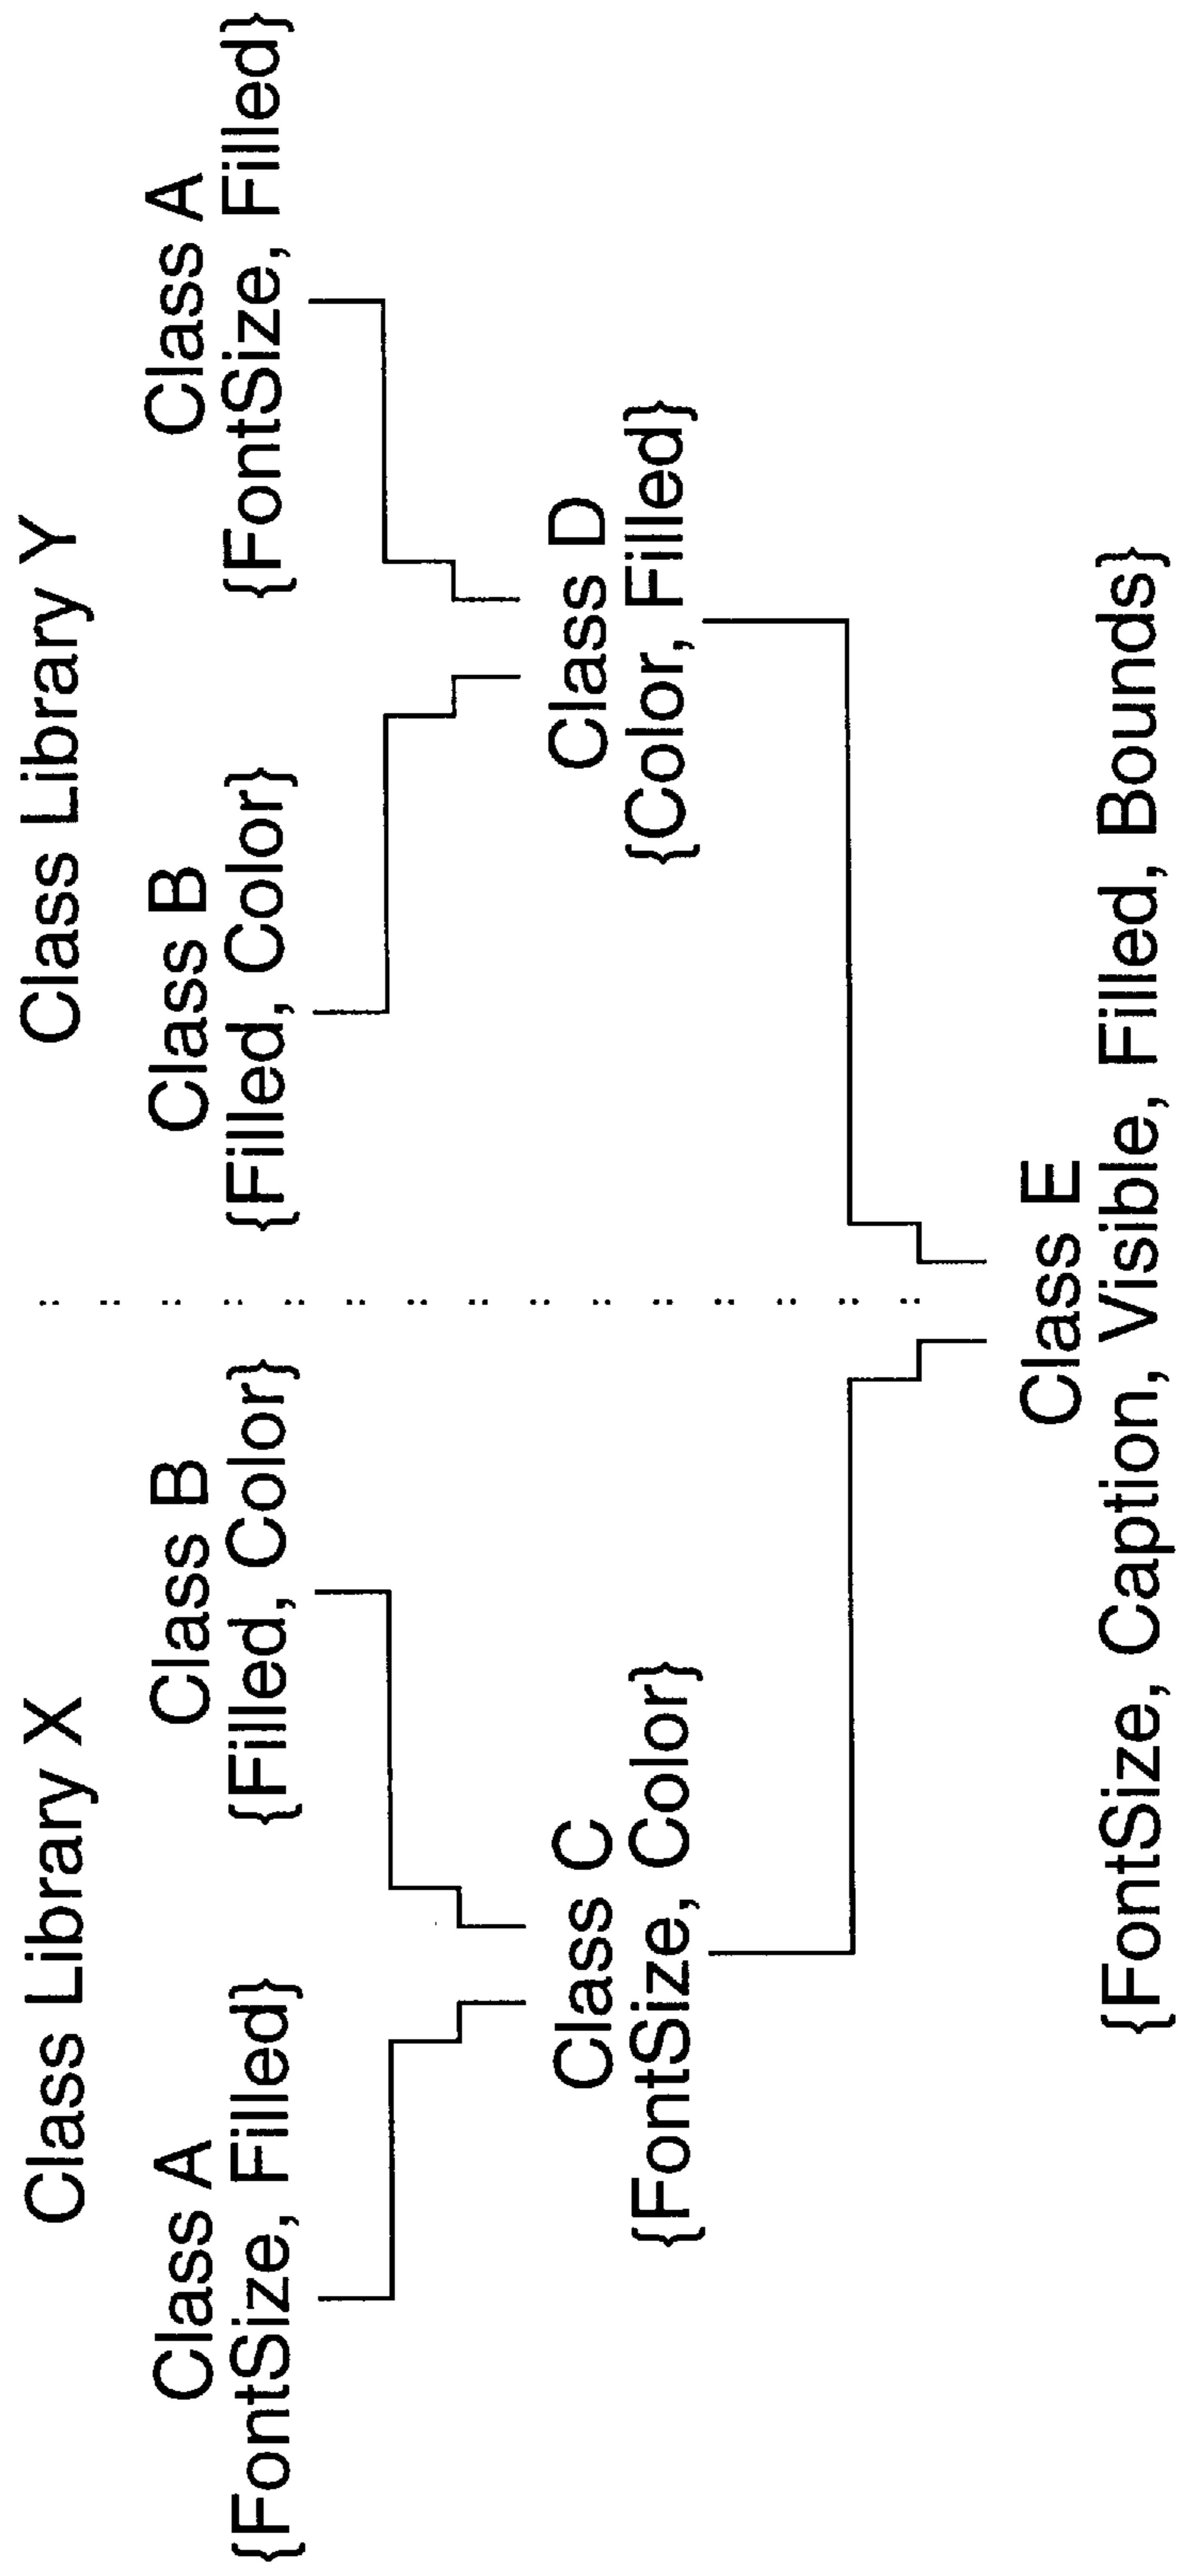 Class Library X
Class Library Y
Class A
{FontSize, Filled}
Class B
{Filled, Color}
Class B
{Filled, Color}
Class A
{FontSize, Filled}
Class C
{FontSize, Color}
Class D
{Color, Filled}
Class E
{FontSize, Caption, Visible, Filled, Bounds}